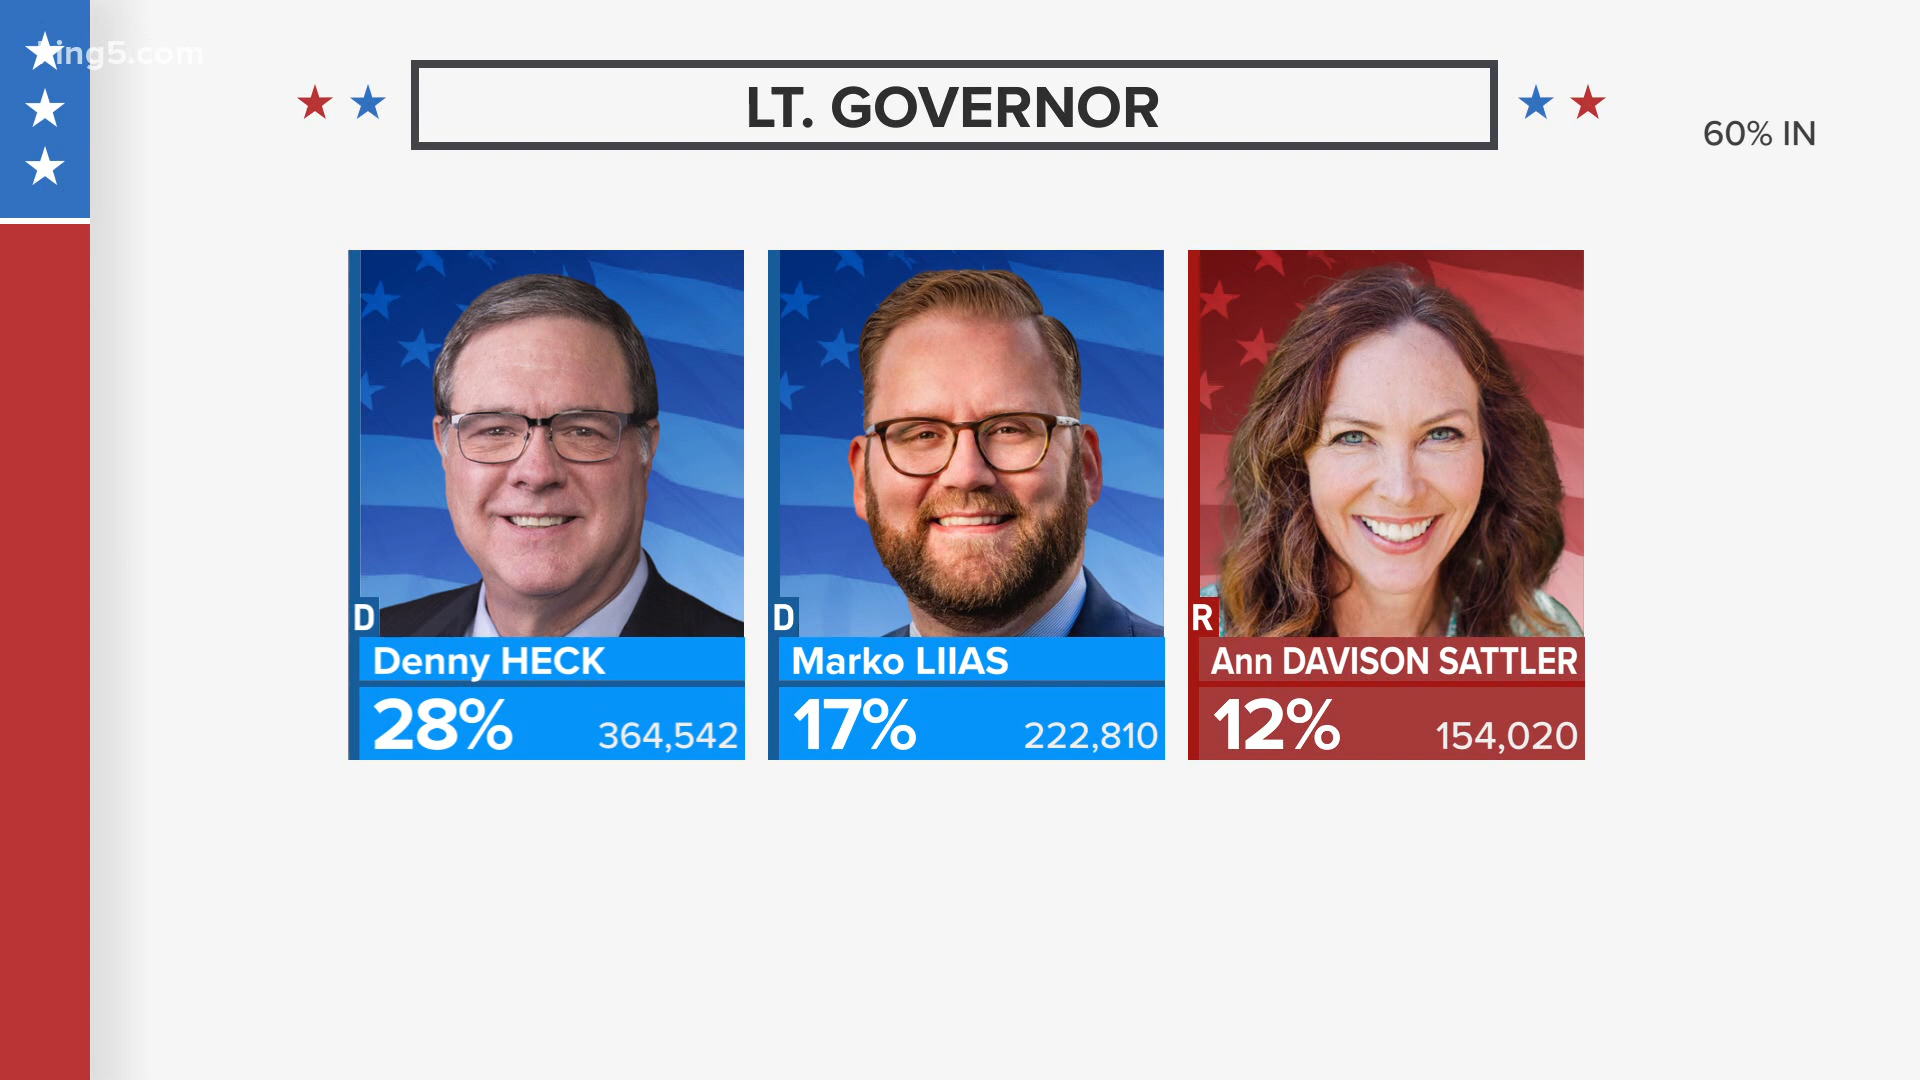 king5.com
LT. GOVERNOR
60% IN
D
Denny HECK
28% 364,542
D
Marko LIIAS
17% 222,810
R
Ann DAVISON SATTLER
12% 154,020